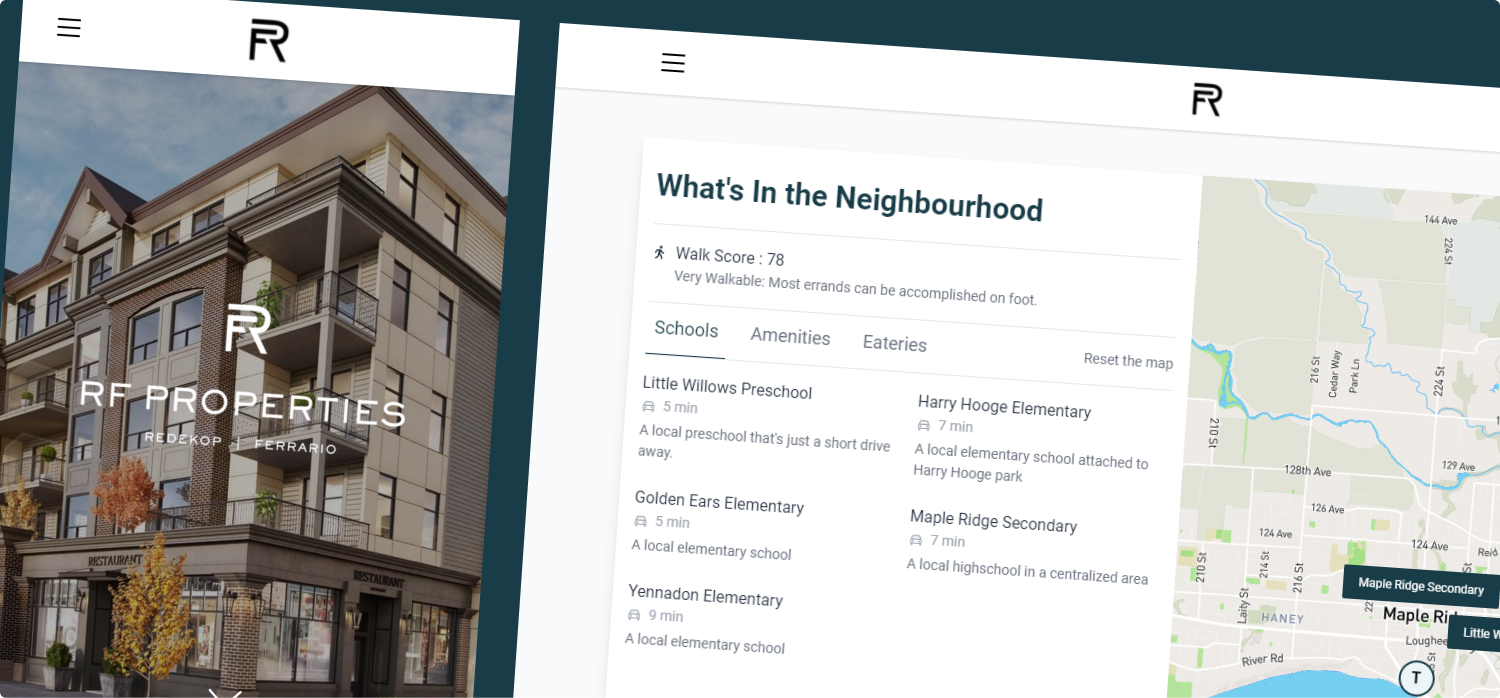 FR
RF PROPERTIES
REDEKOP | FERRARIO
RESTAURANT
RESTAURANT
FR
What's In the Neighbourhood
Walk Score : 78
Very Walkable: Most errands can be accomplished on foot.
Schools
Amenities
Eateries
Reset the map
Little Willows Preschool
5 min
A local preschool that's just a short drive
away.
Golden Ears Elementary
5 min
A local elementary school
Yennadon Elementary
9 min
A local elementary school
Harry Hooge Elementary
7 min
A local elementary school attached to
Harry Hooge park
Maple Ridge Secondary
7 min
A local highschool in a centralized area
144 Ave
224 St
216 St
Cedar Way
Park Ln
224 St
210 St
128th Ave
129 Ave
126 Ave
124 Ave
124 Ave
210 St
214 St
216 St
Laity St
HANEY
River Rd
Maple Ridge Secondary
Little
T